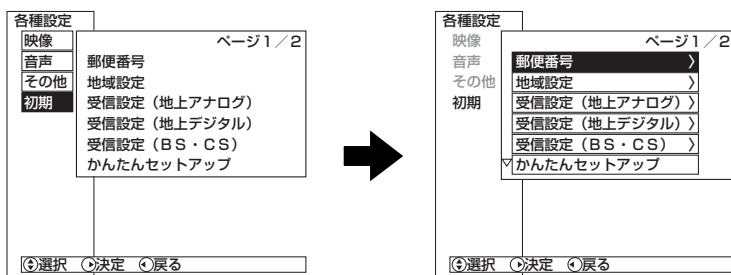 各種設定
映像
音声
その他
初期
ページ1／2
郵便番号
地域設定
受信設定（地上アナログ）
受信設定（地上デジタル）
受信設定（BS・CS）
かんたんセットアップ
選択 決定 戻る
各種設定
映像
音声
その他
初期
ページ1／2
郵便番号 〉
地域設定 〉
受信設定（地上アナログ）〉
受信設定（地上デジタル）〉
受信設定（BS・CS） 〉
かんたんセットアップ
選択 決定 戻る